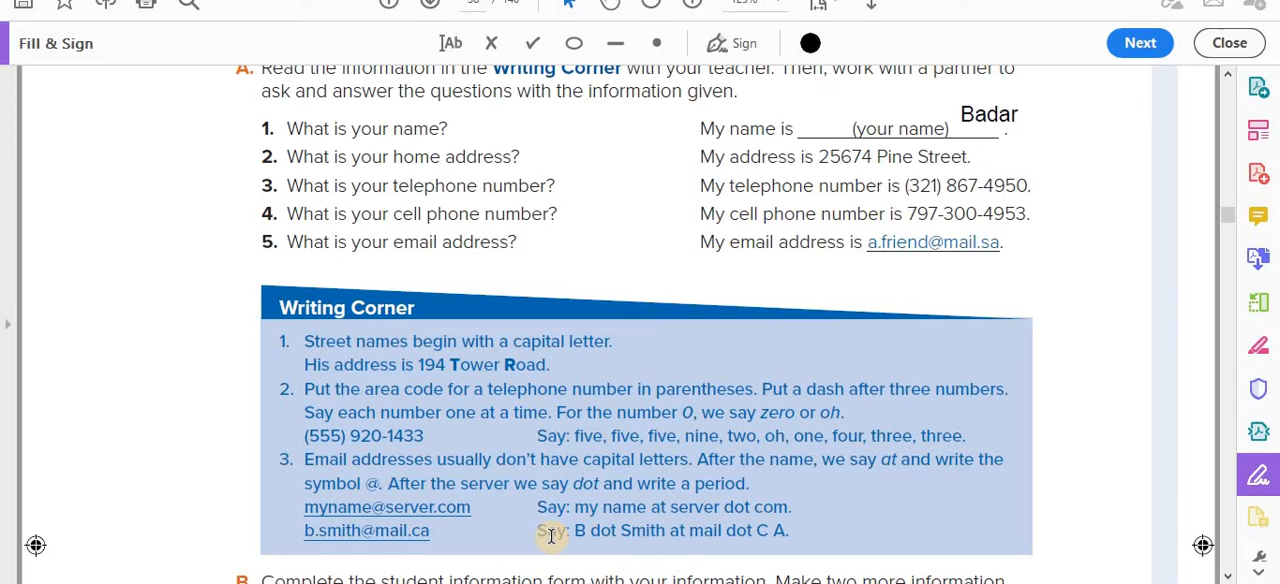 Fill & Sign
Ab
Sign
Next
Close
A. Read the information in the Writing Corner with your teacher. Then, work with a partner to
ask and answer the questions with the information given.
Badar
1. What is your name? My name is (your name) .
2. What is your home address? My address is 25674 Pine Street.
3. What is your telephone number? My telephone number is (321) 867-4950.
4. What is your cell phone number? My cell phone number is 797-300-4953.
5. What is your email address? My email address is a.friend@mail.sa.
Writing Corner
1. Street names begin with a capital letter.
His address is 194 Tower Road.
2. Put the area code for a telephone number in parentheses. Put a dash after three numbers.
Say each number one at a time. For the number 0, we say zero or oh.
(555) 920-1433 Say: five, five, five, nine, two, oh, one, four, three, three.
3. Email addresses usually don’t have capital letters. After the name, we say at and write the
symbol @. After the server we say dot and write a period.
myname@server.com Say: my name at server dot com.
b.smith@mail.ca Say: B dot Smith at mail dot C A.
B. Complete the student information form with your information. Make two more information